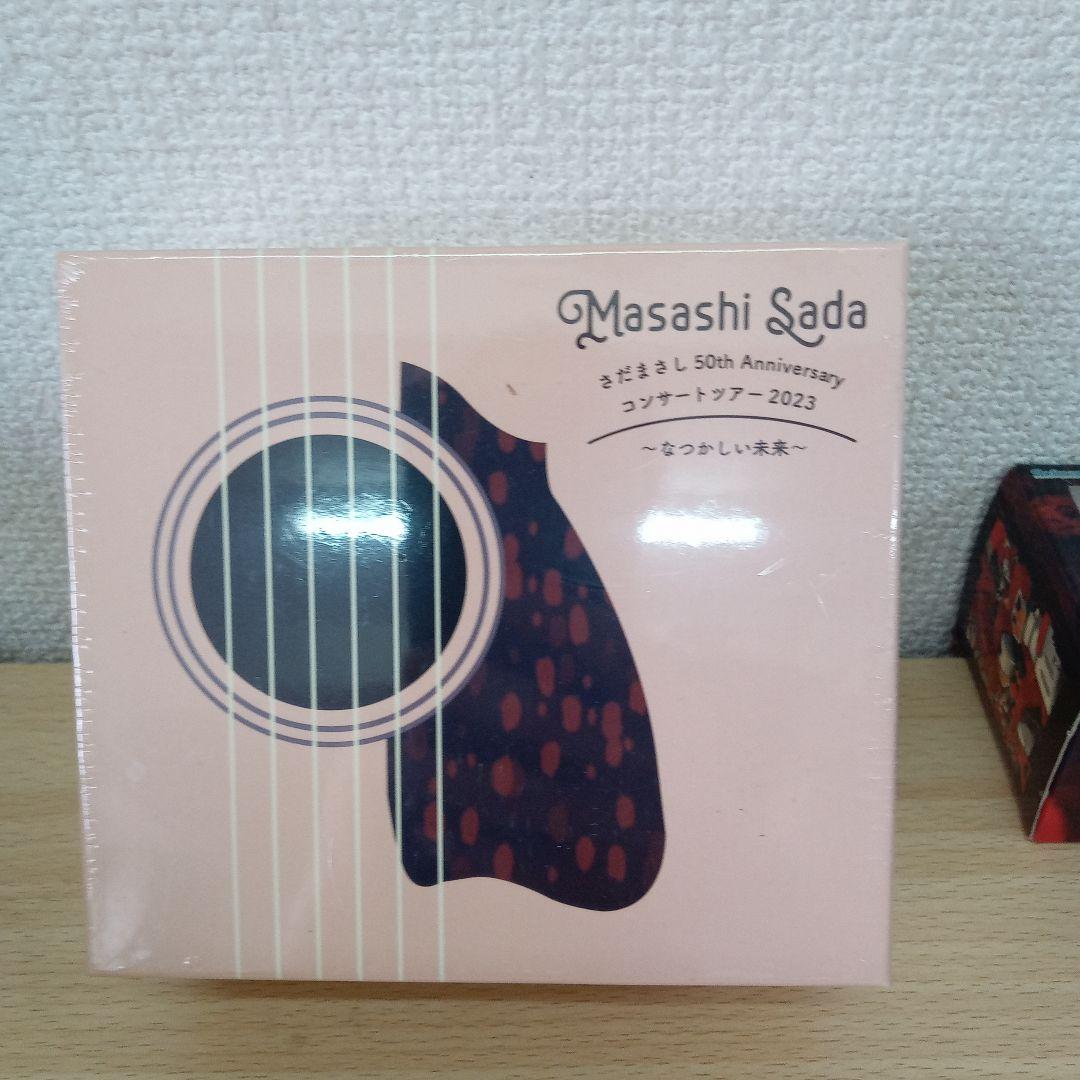 Masashi Sada
さだまさし 50th Anniversary
コンサートツアー 2023
～なつかしい未来～